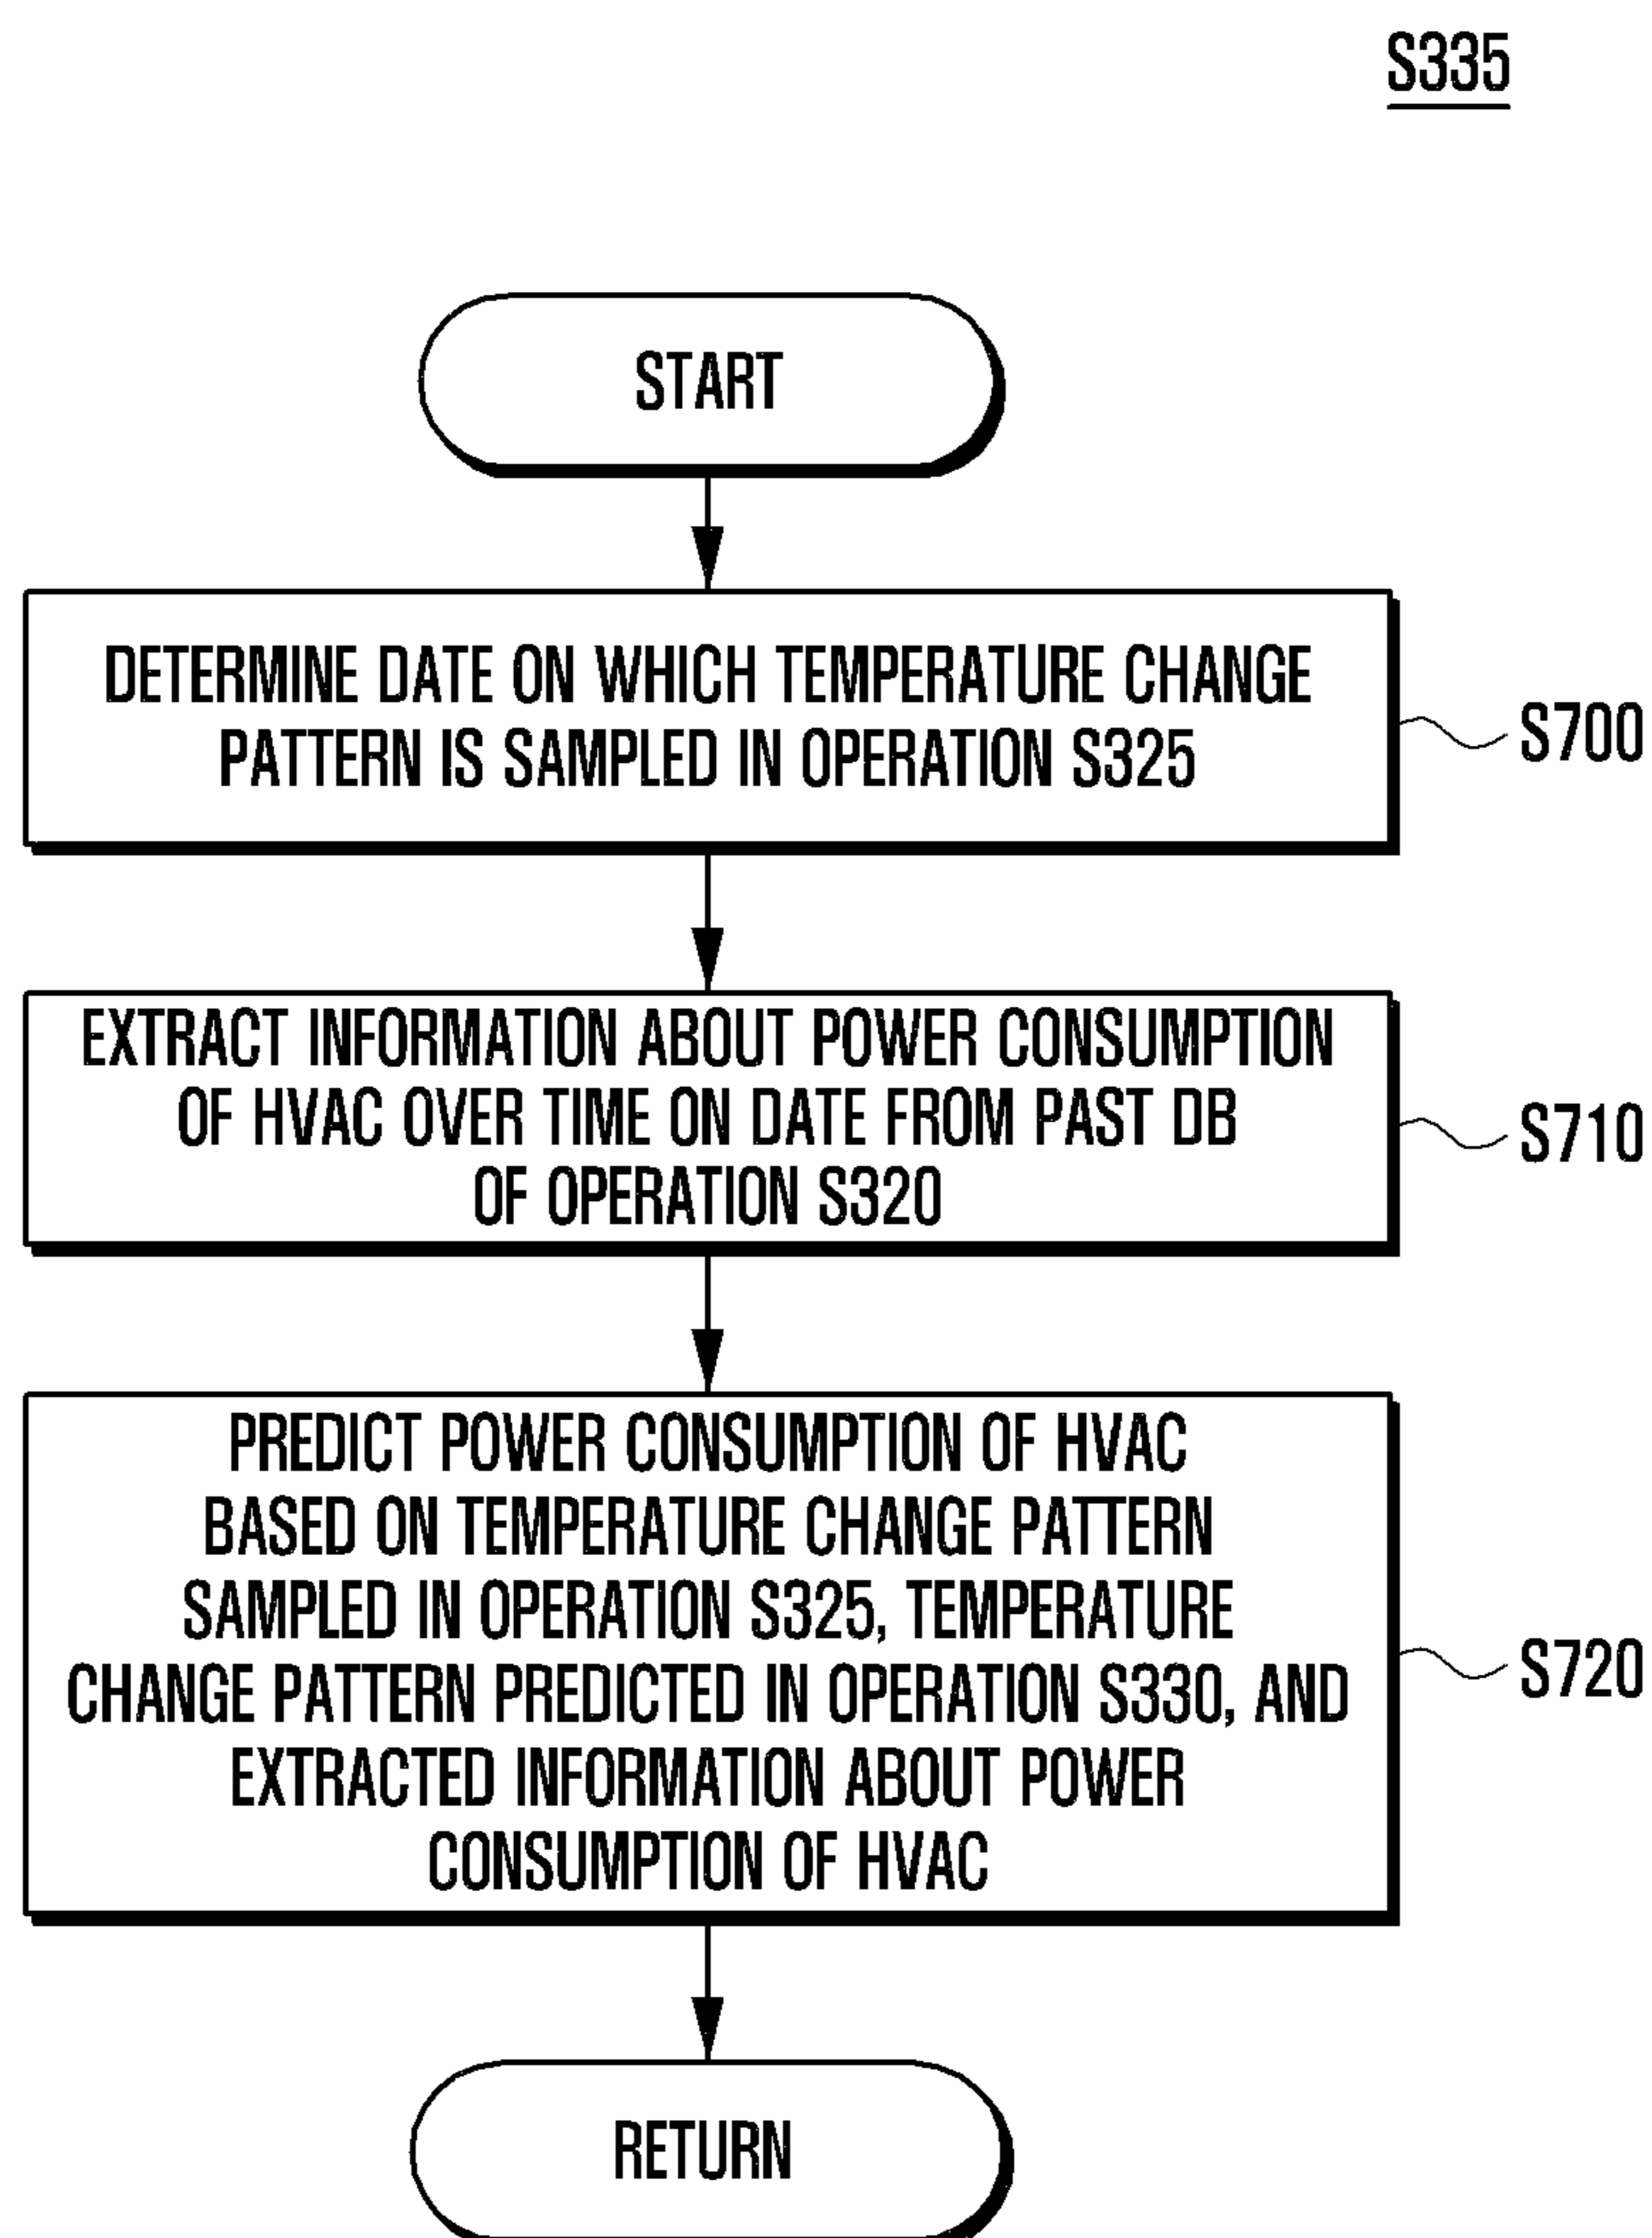 S335
START
DETERMINE DATE ON WHICH TEMPERATURE CHANGE
PATTERN IS SAMPLED IN OPERATION S325
S700
EXTRACT INFORMATION ABOUT POWER CONSUMPTION
OF HVAC OVER TIME ON DATE FROM PAST DB
OF OPERATION S320
S710
PREDICT POWER CONSUMPTION OF HVAC
BASED ON TEMPERATURE CHANGE PATTERN
SAMPLED IN OPERATION S325, TEMPERATURE
CHANGE PATTERN PREDICTED IN OPERATION S330, AND
EXTRACTED INFORMATION ABOUT POWER
CONSUMPTION OF HVAC
S720
RETURN